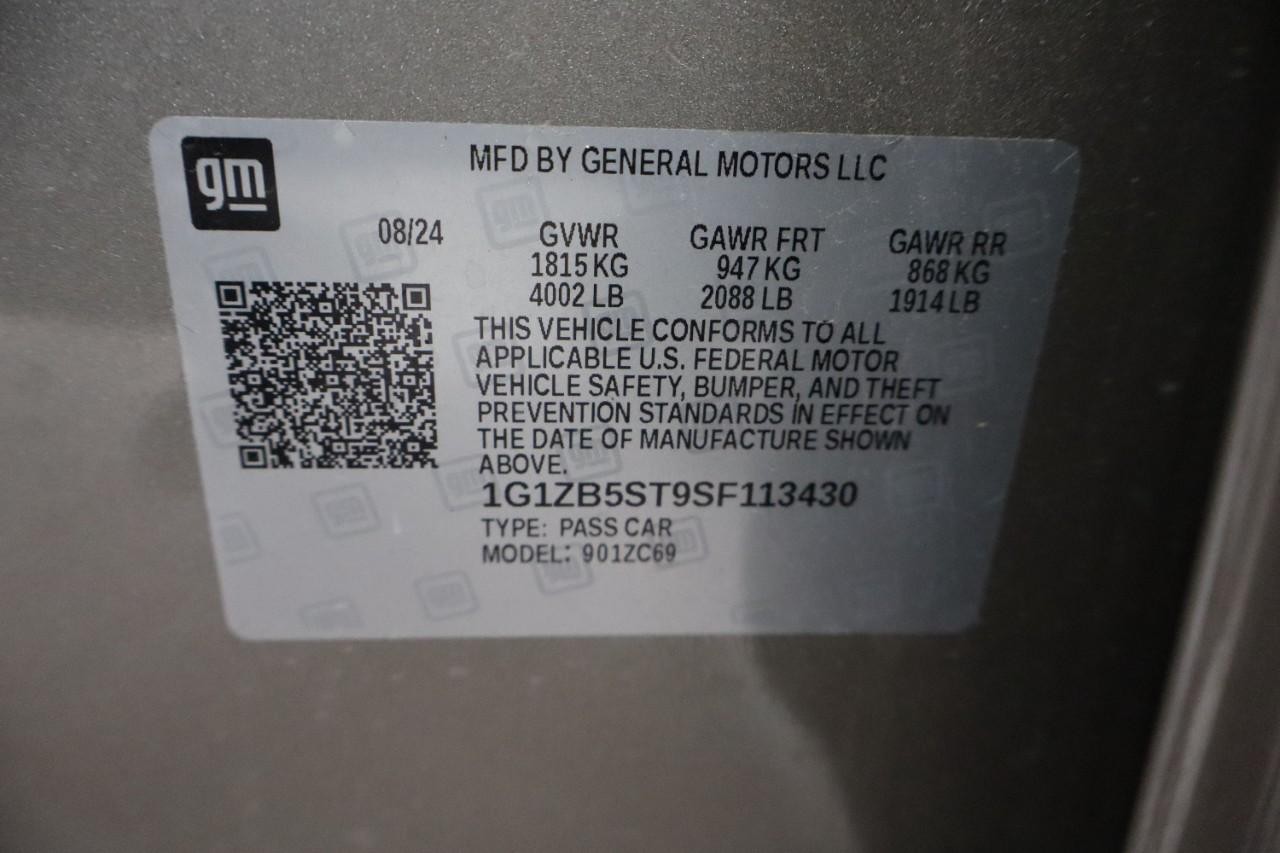 gm
MFD BY GENERAL MOTORS LLC
08/24 GVWR GAWR FRT GAWR RR
1815 KG 947 KG 868 KG
4002 LB 2088 LB 1914 LB
THIS VEHICLE CONFORMS TO ALL
APPLICABLE U.S. FEDERAL MOTOR
VEHICLE SAFETY, BUMPER, AND THEFT
PREVENTION STANDARDS IN EFFECT ON
THE DATE OF MANUFACTURE SHOWN
ABOVE.
1G1ZB5ST9SF113430
TYPE: PASS CAR
MODEL: 901ZC69